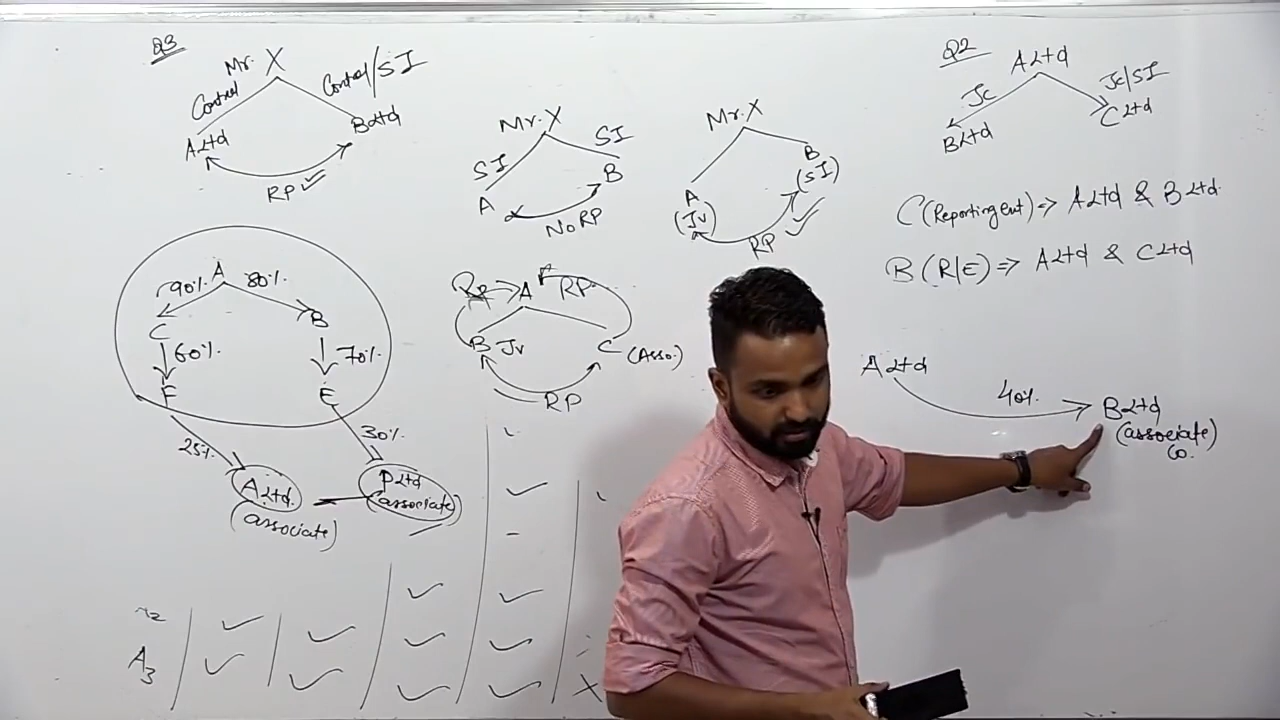 Q3
Mr. X
Control
Control/SI
A Ltd
B Ltd
RP ✓
Mr. X
SI
SI
A
B
No RP
Mr. X
A
(Jv)
B
(SI)
RP ✓✓
Q2
A Ltd
Jc
Jc/SI
B Ltd
C Ltd
C (Reporting ent) => A Ltd & B Ltd
B (R/E) => A Ltd & C Ltd
A
90%.
80%.
C
B
60%.
70%.
F
E
25%.
30%.
A Ltd.
(associate)
P Ltd
(associate)
A
RP
B Jv
C (Asso.)
RP
A Ltd
40%.
B Ltd
(associate)
Co.
✓
- ✓ ✓
✓ ✓ ✓ ✓
A3 ✓ ✓ ✓ ✓ X